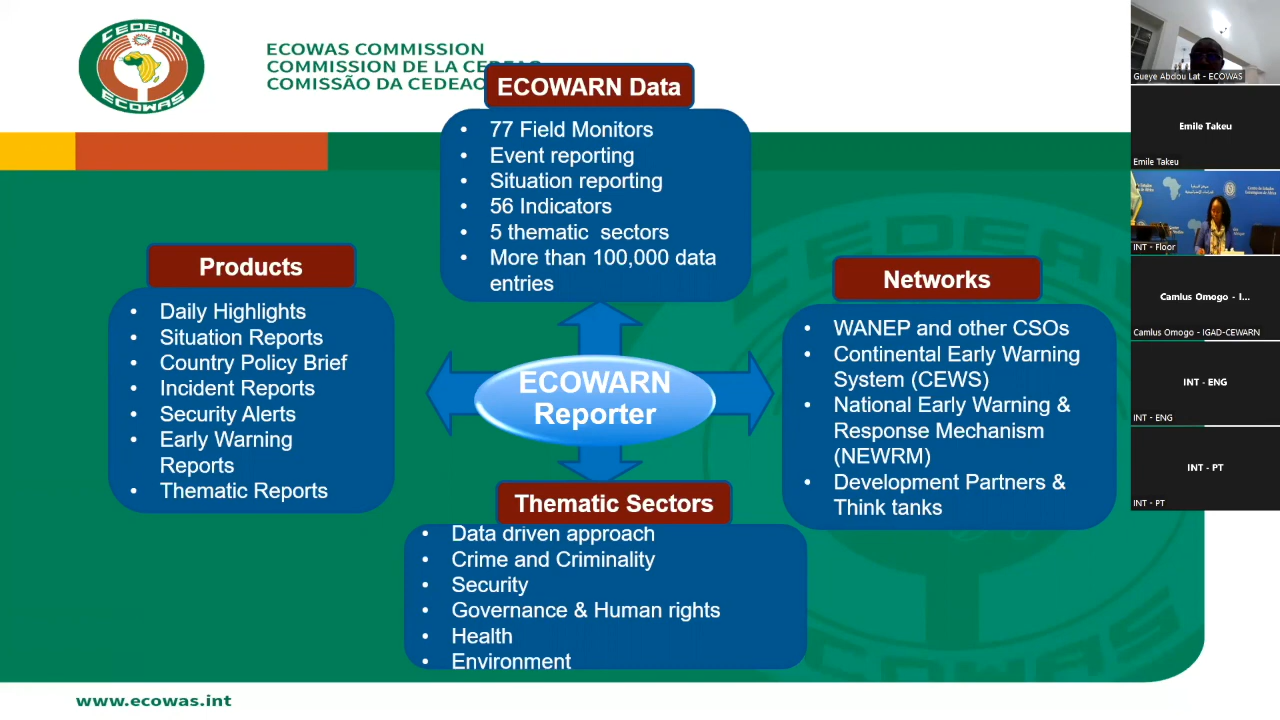 CEDEAO
ECOWAS
ECOWAS COMMISSION
COMMISSION DE LA CEDEAO
COMISSÃO DA CEDEAO
ECOWARN Data
• 77 Field Monitors
• Event reporting
• Situation reporting
• 56 Indicators
• 5 thematic sectors
• More than 100,000 data
entries
Products
• Daily Highlights
• Situation Reports
• Country Policy Brief
• Incident Reports
• Security Alerts
• Early Warning
Reports
• Thematic Reports
ECOWARN
Reporter
Networks
• WANEP and other CSOs
• Continental Early Warning
System (CEWS)
• National Early Warning &
Response Mechanism
(NEWRM)
• Development Partners &
Think tanks
Thematic Sectors
• Data driven approach
• Crime and Criminality
• Security
• Governance & Human rights
• Health
• Environment
www.ecowas.int
Gueye Abdou Lat - ECOWAS
Emile Takeu
Emile Takeu
INT - Floor
Camlus Omogo - I...
Camlus Omogo - IGAD-CEWARN
INT - ENG
INT - ENG
INT - PT
INT - PT